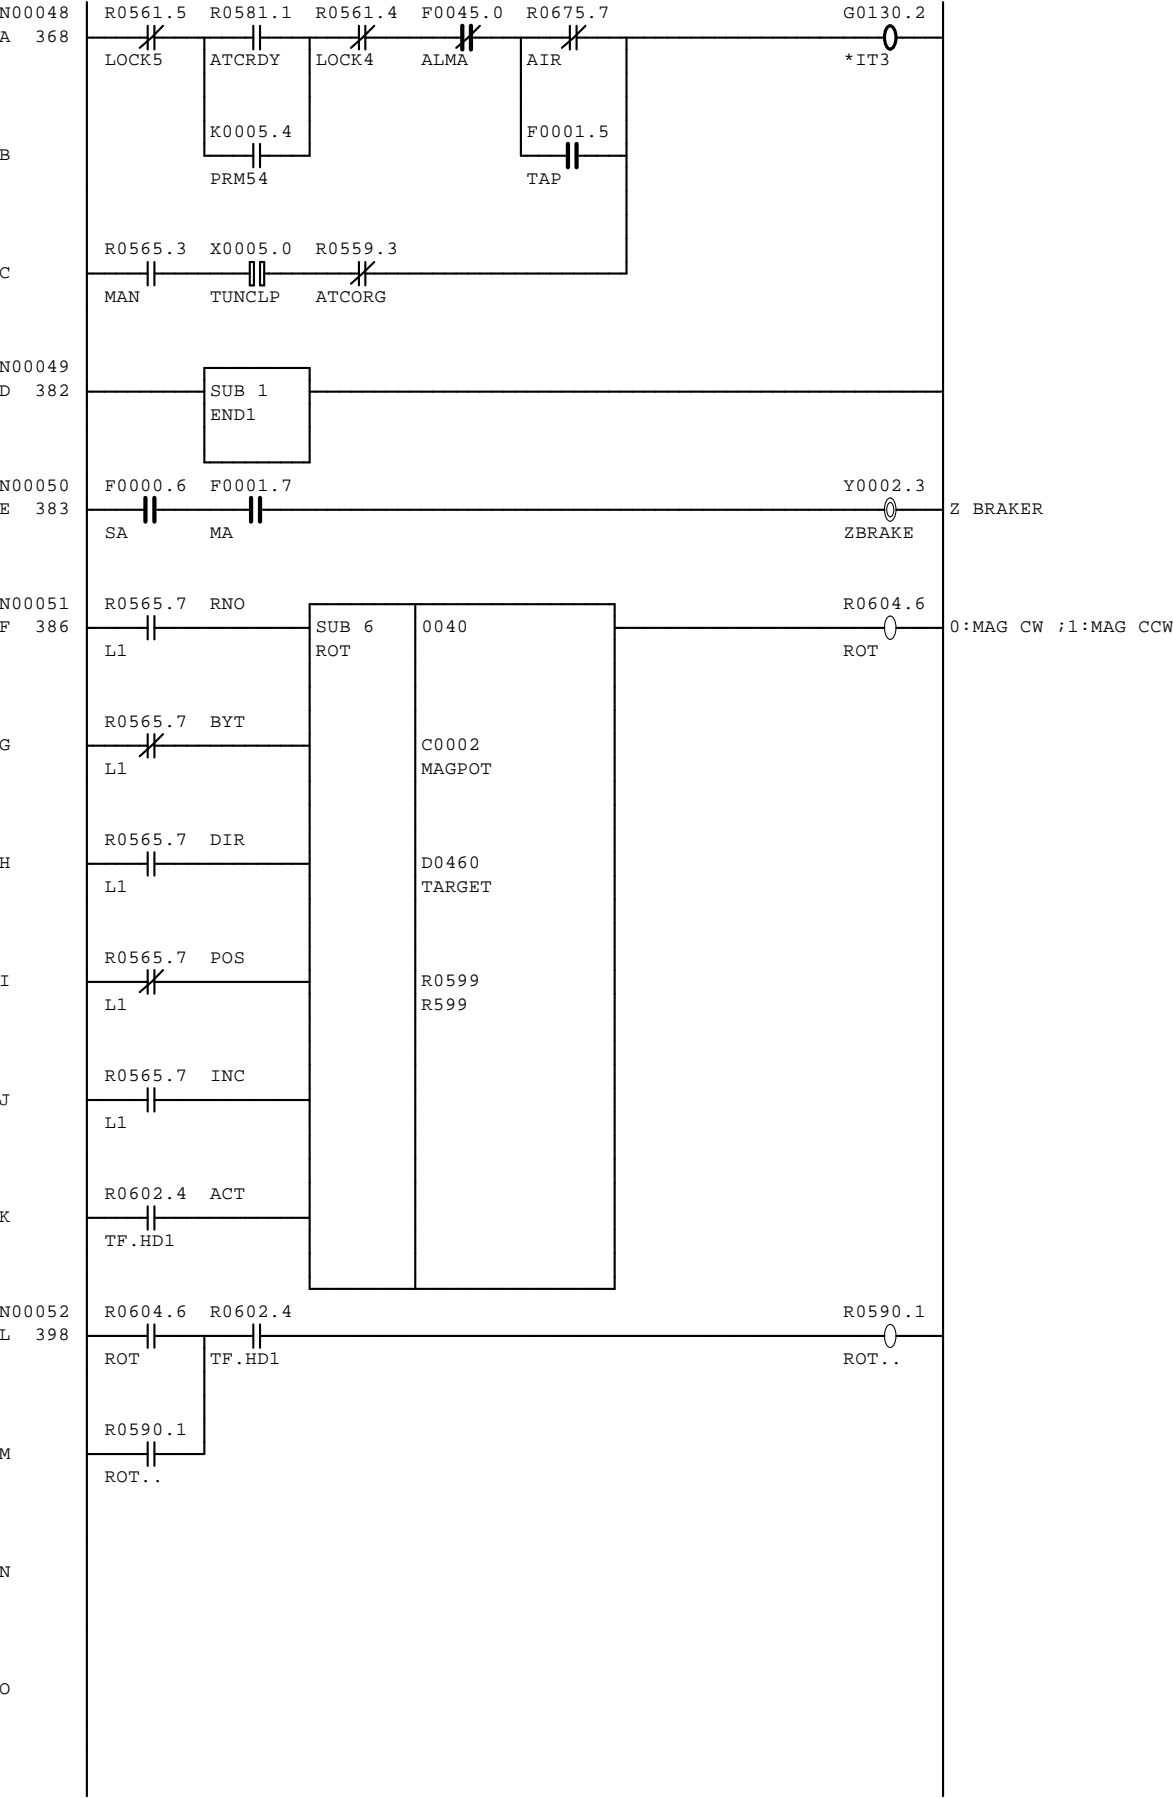 N00048 R0561.5 R0581.1 R0561.4 F0045.0 R0675.7 G0130.2
A 368
LOCK5 ATCRDY LOCK4 ALMA AIR *IT3
K0005.4 F0001.5
B
PRM54 TAP
R0565.3 X0005.0 R0559.3
C
MAN TUNCLP ATCORG
N00049
D 382 SUB 1
END1
N00050 F0000.6 F0001.7 Y0002.3
E 383 Z BRAKER
SA MA ZBRAKE
N00051 R0565.7 RNO R0604.6
F 386 SUB 6 0040 0:MAG CW ;1:MAG CCW
L1 ROT ROT
R0565.7 BYT
G C0002
L1 MAGPOT
R0565.7 DIR
H D0460
L1 TARGET
R0565.7 POS
I R0599
L1 R599
R0565.7 INC
J
L1
R0602.4 ACT
K
TF.HD1
N00052 R0604.6 R0602.4 R0590.1
L 398
ROT TF.HD1 ROT..
R0590.1
M
ROT..
N
O